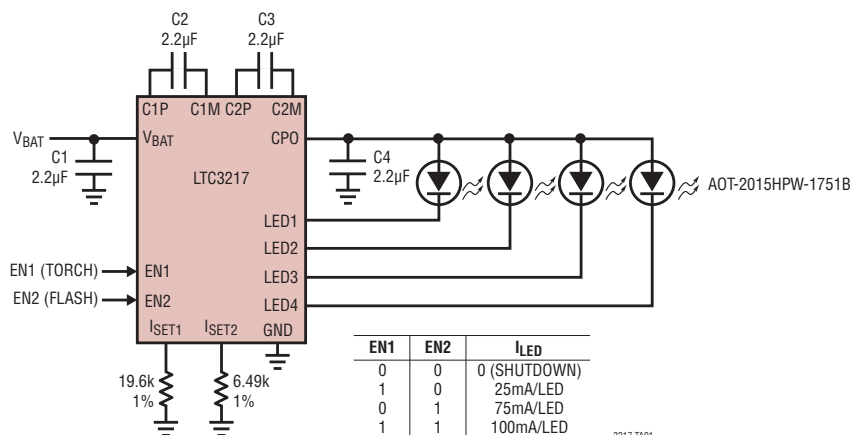 C2
2.2μF
C3
2.2μF
C1P C1M C2P C2M
VBAT
VBAT
CPO
C1
2.2μF
C4
2.2μF
LTC3217
AOT-2015HPW-1751B
LED1
LED2
LED3
LED4
EN1 (TORCH)
EN1
EN2 (FLASH)
EN2
ISET1 ISET2 GND
19.6k
1%
6.49k
1%
EN1 EN2 ILED
0 0 0 (SHUTDOWN)
1 0 25mA/LED
0 1 75mA/LED
1 1 100mA/LED
3217 TA01